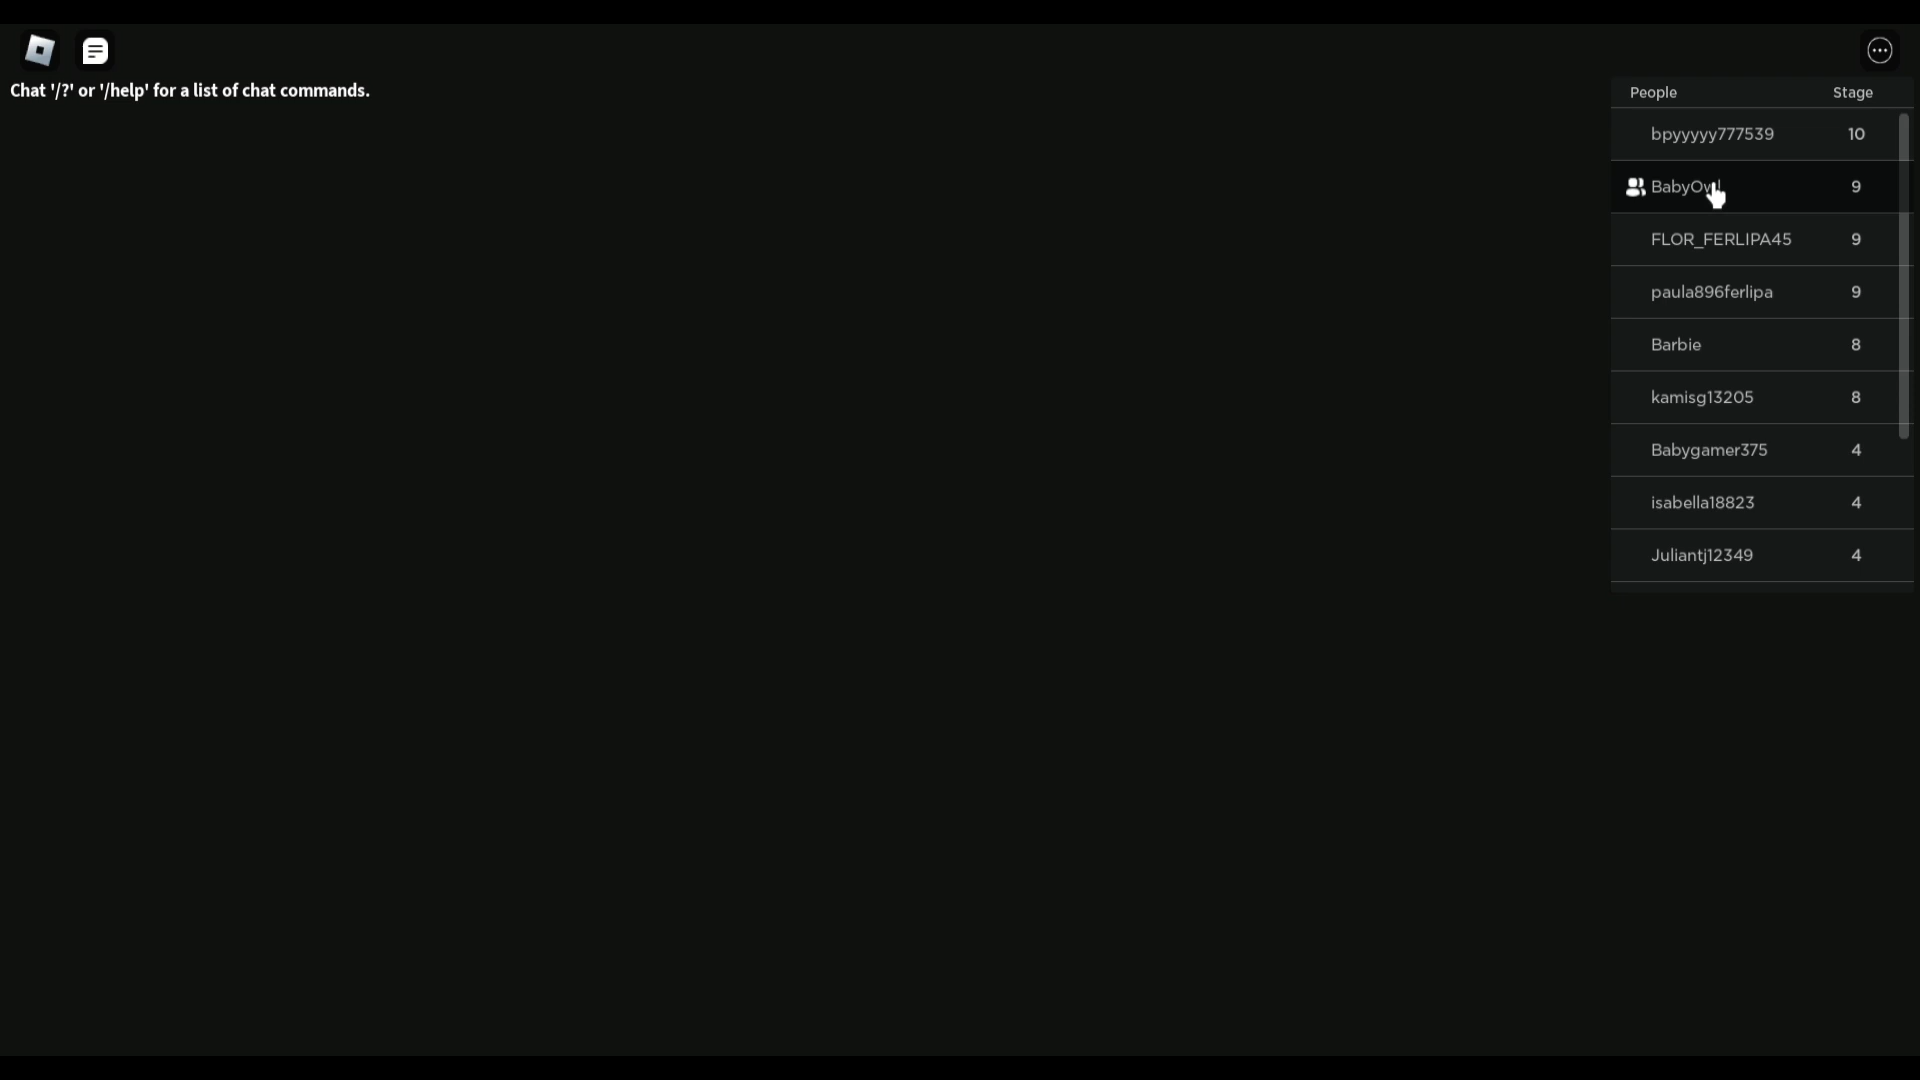 Chat '/?' or '/help' for a list of chat commands.
People Stage
bpyyyyy777539 10
9
FLOR_FERLIPA45 9
paula896ferlipa 9
Barbie 8
kamisg13205 8
Babygamer375 4
isabella18823 4
Juliantj12349 4